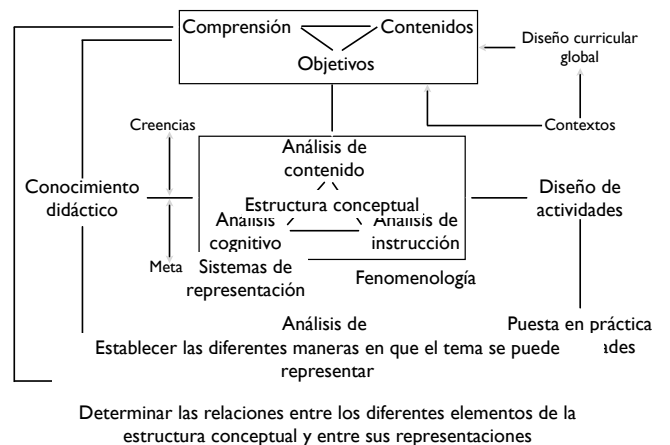 Comprensión
Contenidos
Objetivos
Diseño curricular
global
Creencias
Contextos
Análisis de
contenido
Conocimiento
didáctico
Estructura conceptual
Diseño de
actividades
Análisis
cognitivo
Análisis de
instrucción
Meta
Sistemas de
representación
Fenomenología
Análisis de
Puesta en práctica
Establecer las diferentes maneras en que el tema se puede
representar
Determinar las relaciones entre los diferentes elementos de la
estructura conceptual y entre sus representaciones